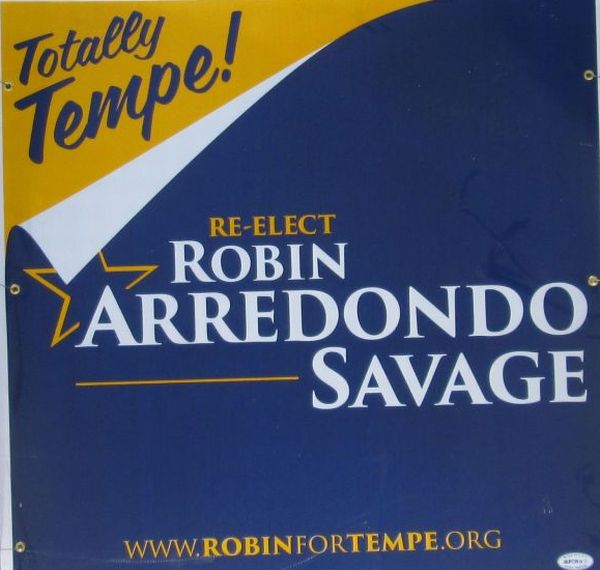 Totally
Tempe!
RE-ELECT
ROBIN
ARREDONDO
SAVAGE
WWW.ROBINFORTEMPE.ORG